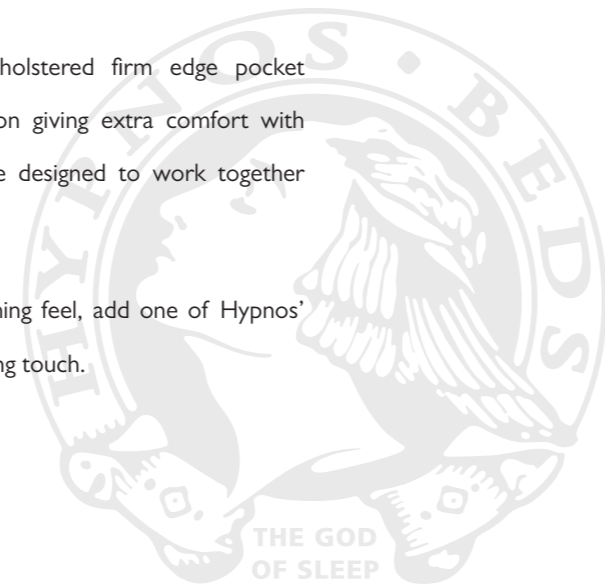 holstered firm edge pocket
on giving extra comfort with
e designed to work together
ning feel, add one of Hypnos'
ng touch.
HYPNOS • BEDS
THE GOD
OF SLEEP